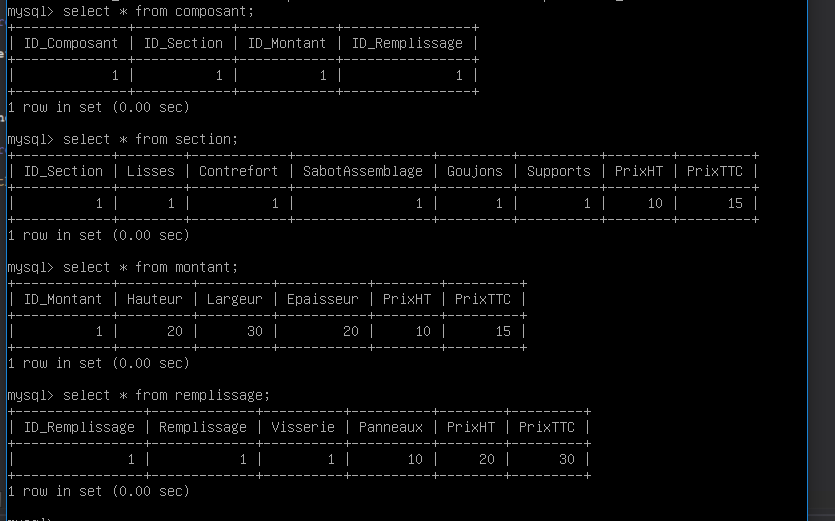 mysql> select * from composant;
+--------------+------------+------------+----------------+
| ID_Composant | ID_Section | ID_Montant | ID_Remplissage |
+--------------+------------+------------+----------------+
|            1 |          1 |          1 |              1 |
+--------------+------------+------------+----------------+
1 row in set (0.00 sec)
mysql> select * from section;
+------------+--------+------------+-----------------+---------+----------+--------+---------+
| ID_Section | Lisses | Contrefort | SabotAssemblage | Goujons | Supports | PrixHT | PrixTTC |
+------------+--------+------------+-----------------+---------+----------+--------+---------+
|          1 |      1 |          1 |               1 |       1 |        1 |     10 |      15 |
+------------+--------+------------+-----------------+---------+----------+--------+---------+
1 row in set (0.00 sec)
mysql> select * from montant;
+------------+---------+---------+-----------+--------+---------+
| ID_Montant | Hauteur | Largeur | Epaisseur | PrixHT | PrixTTC |
+------------+---------+---------+-----------+--------+---------+
|          1 |      20 |      30 |        20 |     10 |      15 |
+------------+---------+---------+-----------+--------+---------+
1 row in set (0.00 sec)
mysql> select * from remplissage;
+----------------+-------------+----------+----------+--------+---------+
| ID_Remplissage | Remplissage | Visserie | Panneaux | PrixHT | PrixTTC |
+----------------+-------------+----------+----------+--------+---------+
|              1 |           1 |        1 |       10 |     20 |      30 |
+----------------+-------------+----------+----------+--------+---------+
1 row in set (0.00 sec)